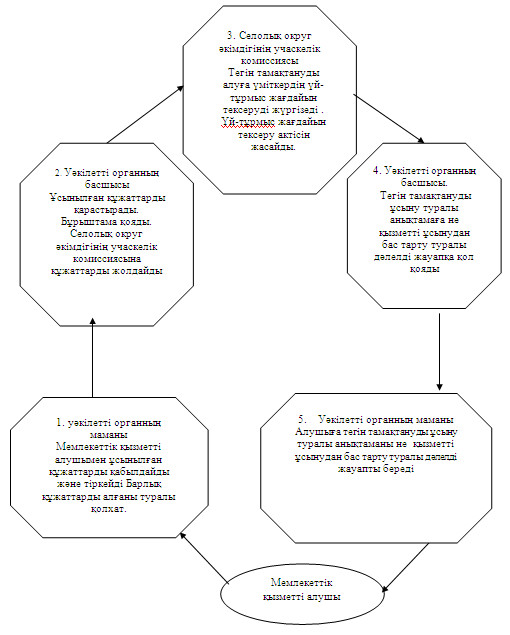 3. Селолық округ
әкімдігінің учаскелік
комиссиясы
Тегін тамақтануды
алуға үміткердің үй-
тұрмыс жағдайын
тексеруді жүргізеді .
Үй-тұрмыс жағдайын
тексеру актісін
жасайды.
2. Уәкілетті органның
басшысы
Ұсынылған құжаттарды
қарастырады.
Бұрыштама қояды.
Селолық округ
әкімдігінің учаскелік
комиссиясына
құжаттарды жолдайды
4. Уәкілетті органның
басшысы.
Тегін тамақтануды
ұсыну туралы
анықтамаға не
қызметті ұсынудан
бас тарту туралы
дәлелді жауапқа қол
қояды
1. уәкілетті органның
маманы
Мемлекеттік қызметті
алушымен ұсынылған
құжаттарды қабылдайды
және тіркейді Барлық
құжаттарды алғаны туралы
қолхат.
5. Уәкілетті органның маманы
Алушыға тегін тамақтануды ұсыну
туралы анықтаманы не қызметті
ұсынудан бас тарту туралы дәлелді
жауапты береді
Мемлекеттік
қызметті алушы